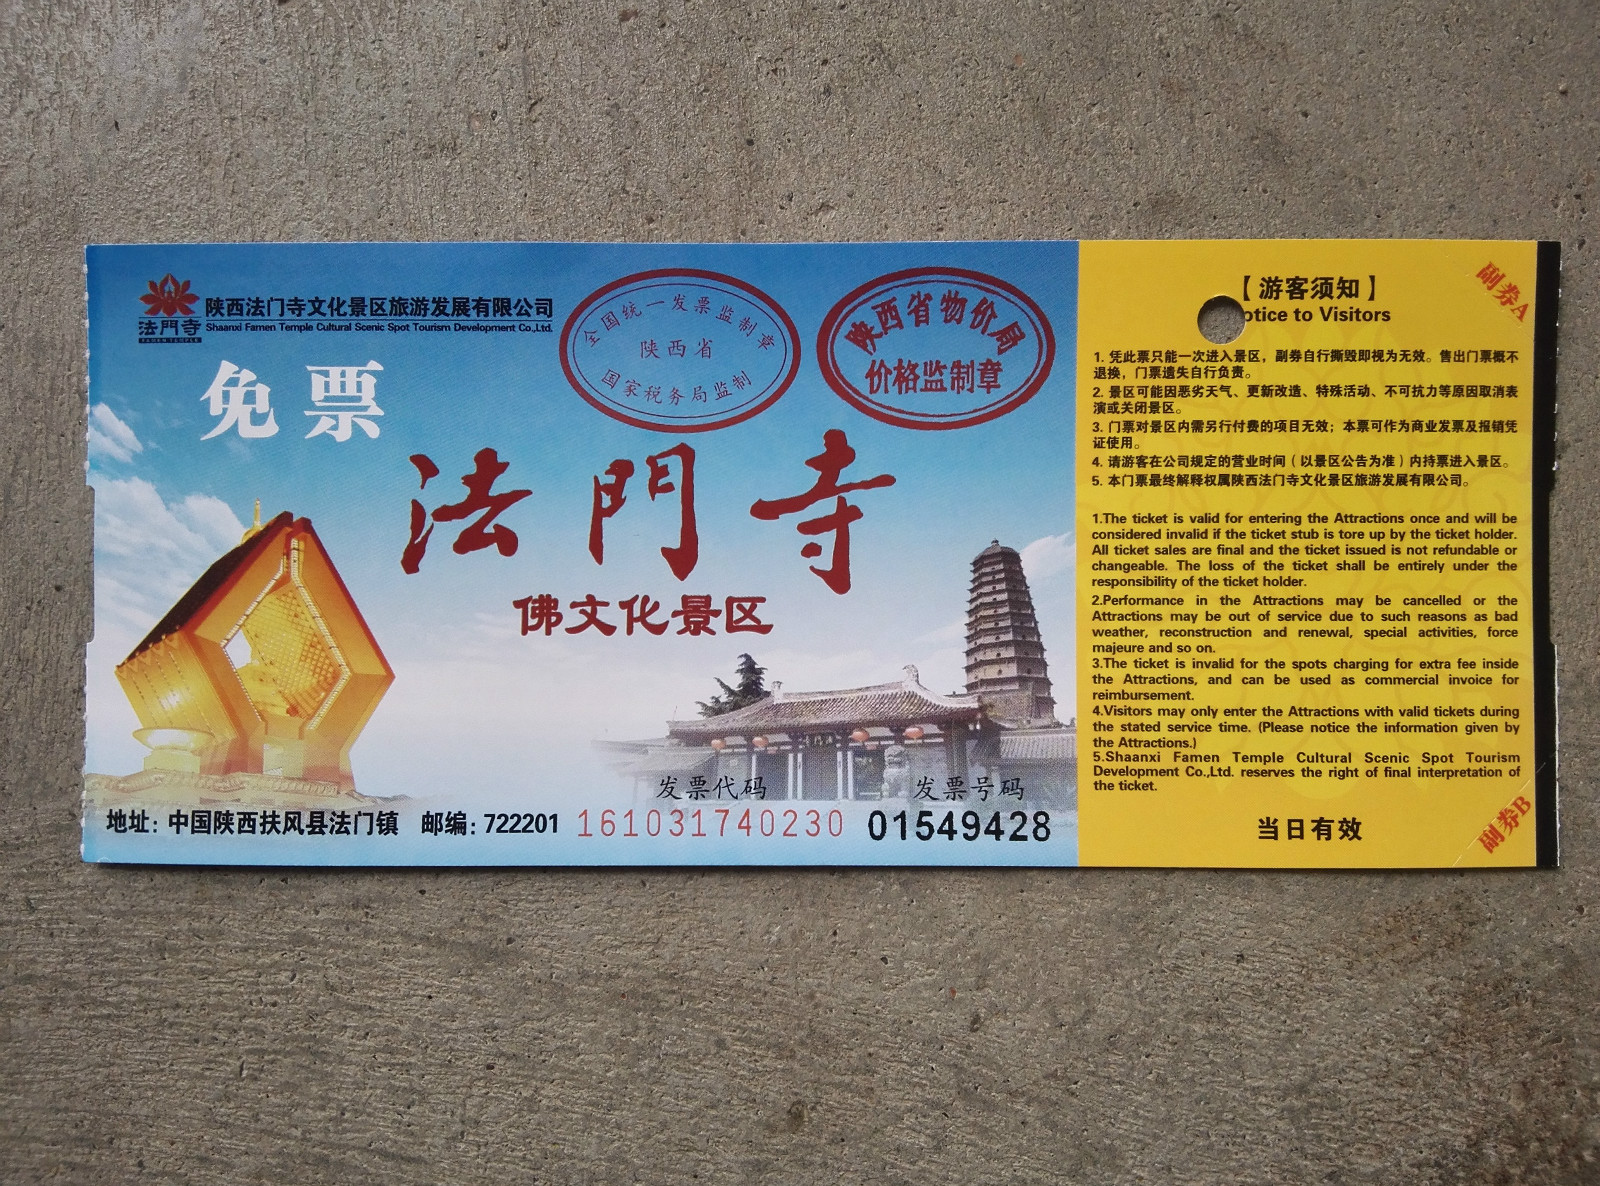 陕西法门寺文化景区旅游发展有限公司
Shaanxi Famen Temple Cultural Scenic Spot Tourism Development Co.,Ltd.
法門寺
FAMEN TEMPLE
免票
全国统一发票监制章
陕西省
国家税务局监制
陕西省物价局
价格监制章
法門寺
佛文化景区
发票代码
发票号码
地址：中国陕西扶风县法门镇 邮编：722201
161031740230
01549428
【游客须知】
otice to Visitors
副券A
1. 凭此票只能一次进入景区，副券自行撕毁即视为无效。售出门票概不
退换，门票遗失自行负责。
2. 景区可能因恶劣天气、更新改造、特殊活动、不可抗力等原因取消表
演或关闭景区。
3. 门票对景区内需另行付费的项目无效；本票可作为商业发票及报销凭
证使用。
4. 请游客在公司规定的营业时间（以景区公告为准）内持票进入景区。
5. 本门票最终解释权属陕西法门寺文化景区旅游发展有限公司。
1.The ticket is valid for entering the Attractions once and will be
considered invalid if the ticket stub is tore up by the ticket holder.
All ticket sales are final and the ticket issued is not refundable or
changeable. The loss of the ticket shall be entirely under the
responsibility of the ticket holder.
2.Performance in the Attractions may be cancelled or the
Attractions may be out of service due to such reasons as bad
weather, reconstruction and renewal, special activities, force
majeure and so on.
3.The ticket is invalid for the spots charging for extra fee inside
the Attractions, and can be used as commercial invoice for
reimbursement.
4.Visitors may only enter the Attractions with valid tickets during
the stated service time. (Please notice the information given by
the Attractions.)
5.Shaanxi Famen Temple Cultural Scenic Spot Tourism
Development Co.,Ltd. reserves the right of final interpretation of
the ticket.
当日有效
副券B